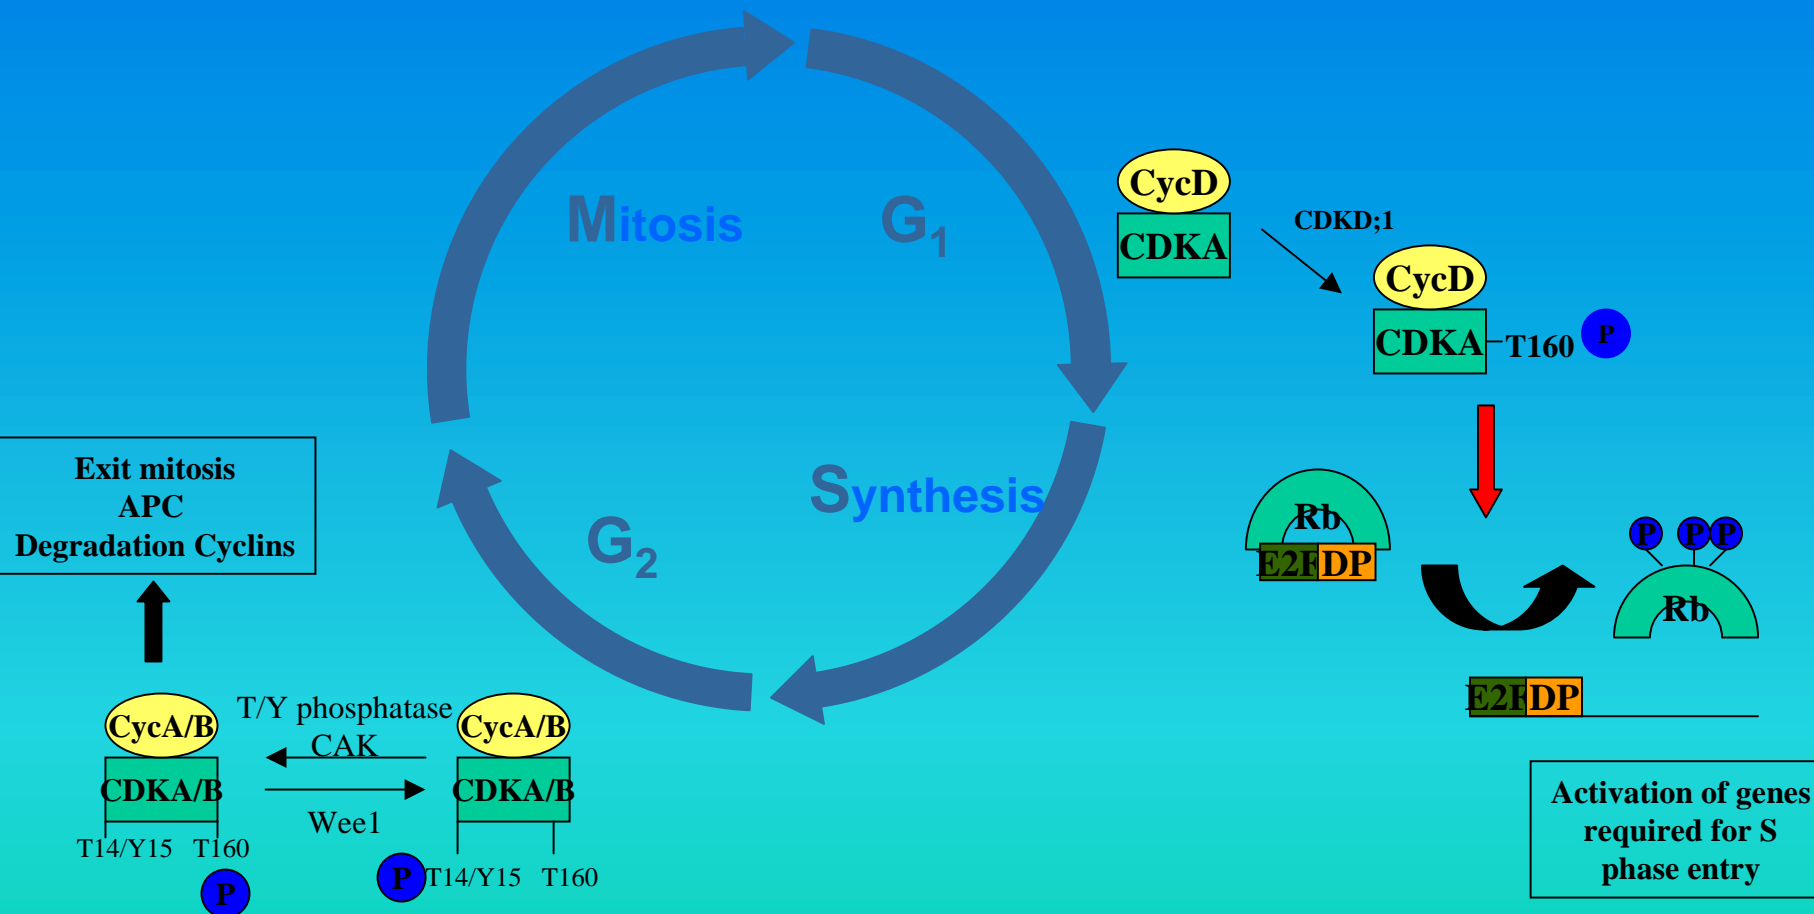 Mitosis
G1
Synthesis
G2
CycD
CDKA
CDKD;1
CycD
CDKA
T160
P
Rb
E2F
DP
P
P
P
Rb
E2F
DP
Activation of genes
required for S
phase entry
Exit mitosis
APC
Degradation Cyclins
CycA/B
CDKA/B
T14/Y15
T160
P
T/Y phosphatase
CAK
Wee1
CycA/B
CDKA/B
P
T14/Y15
T160